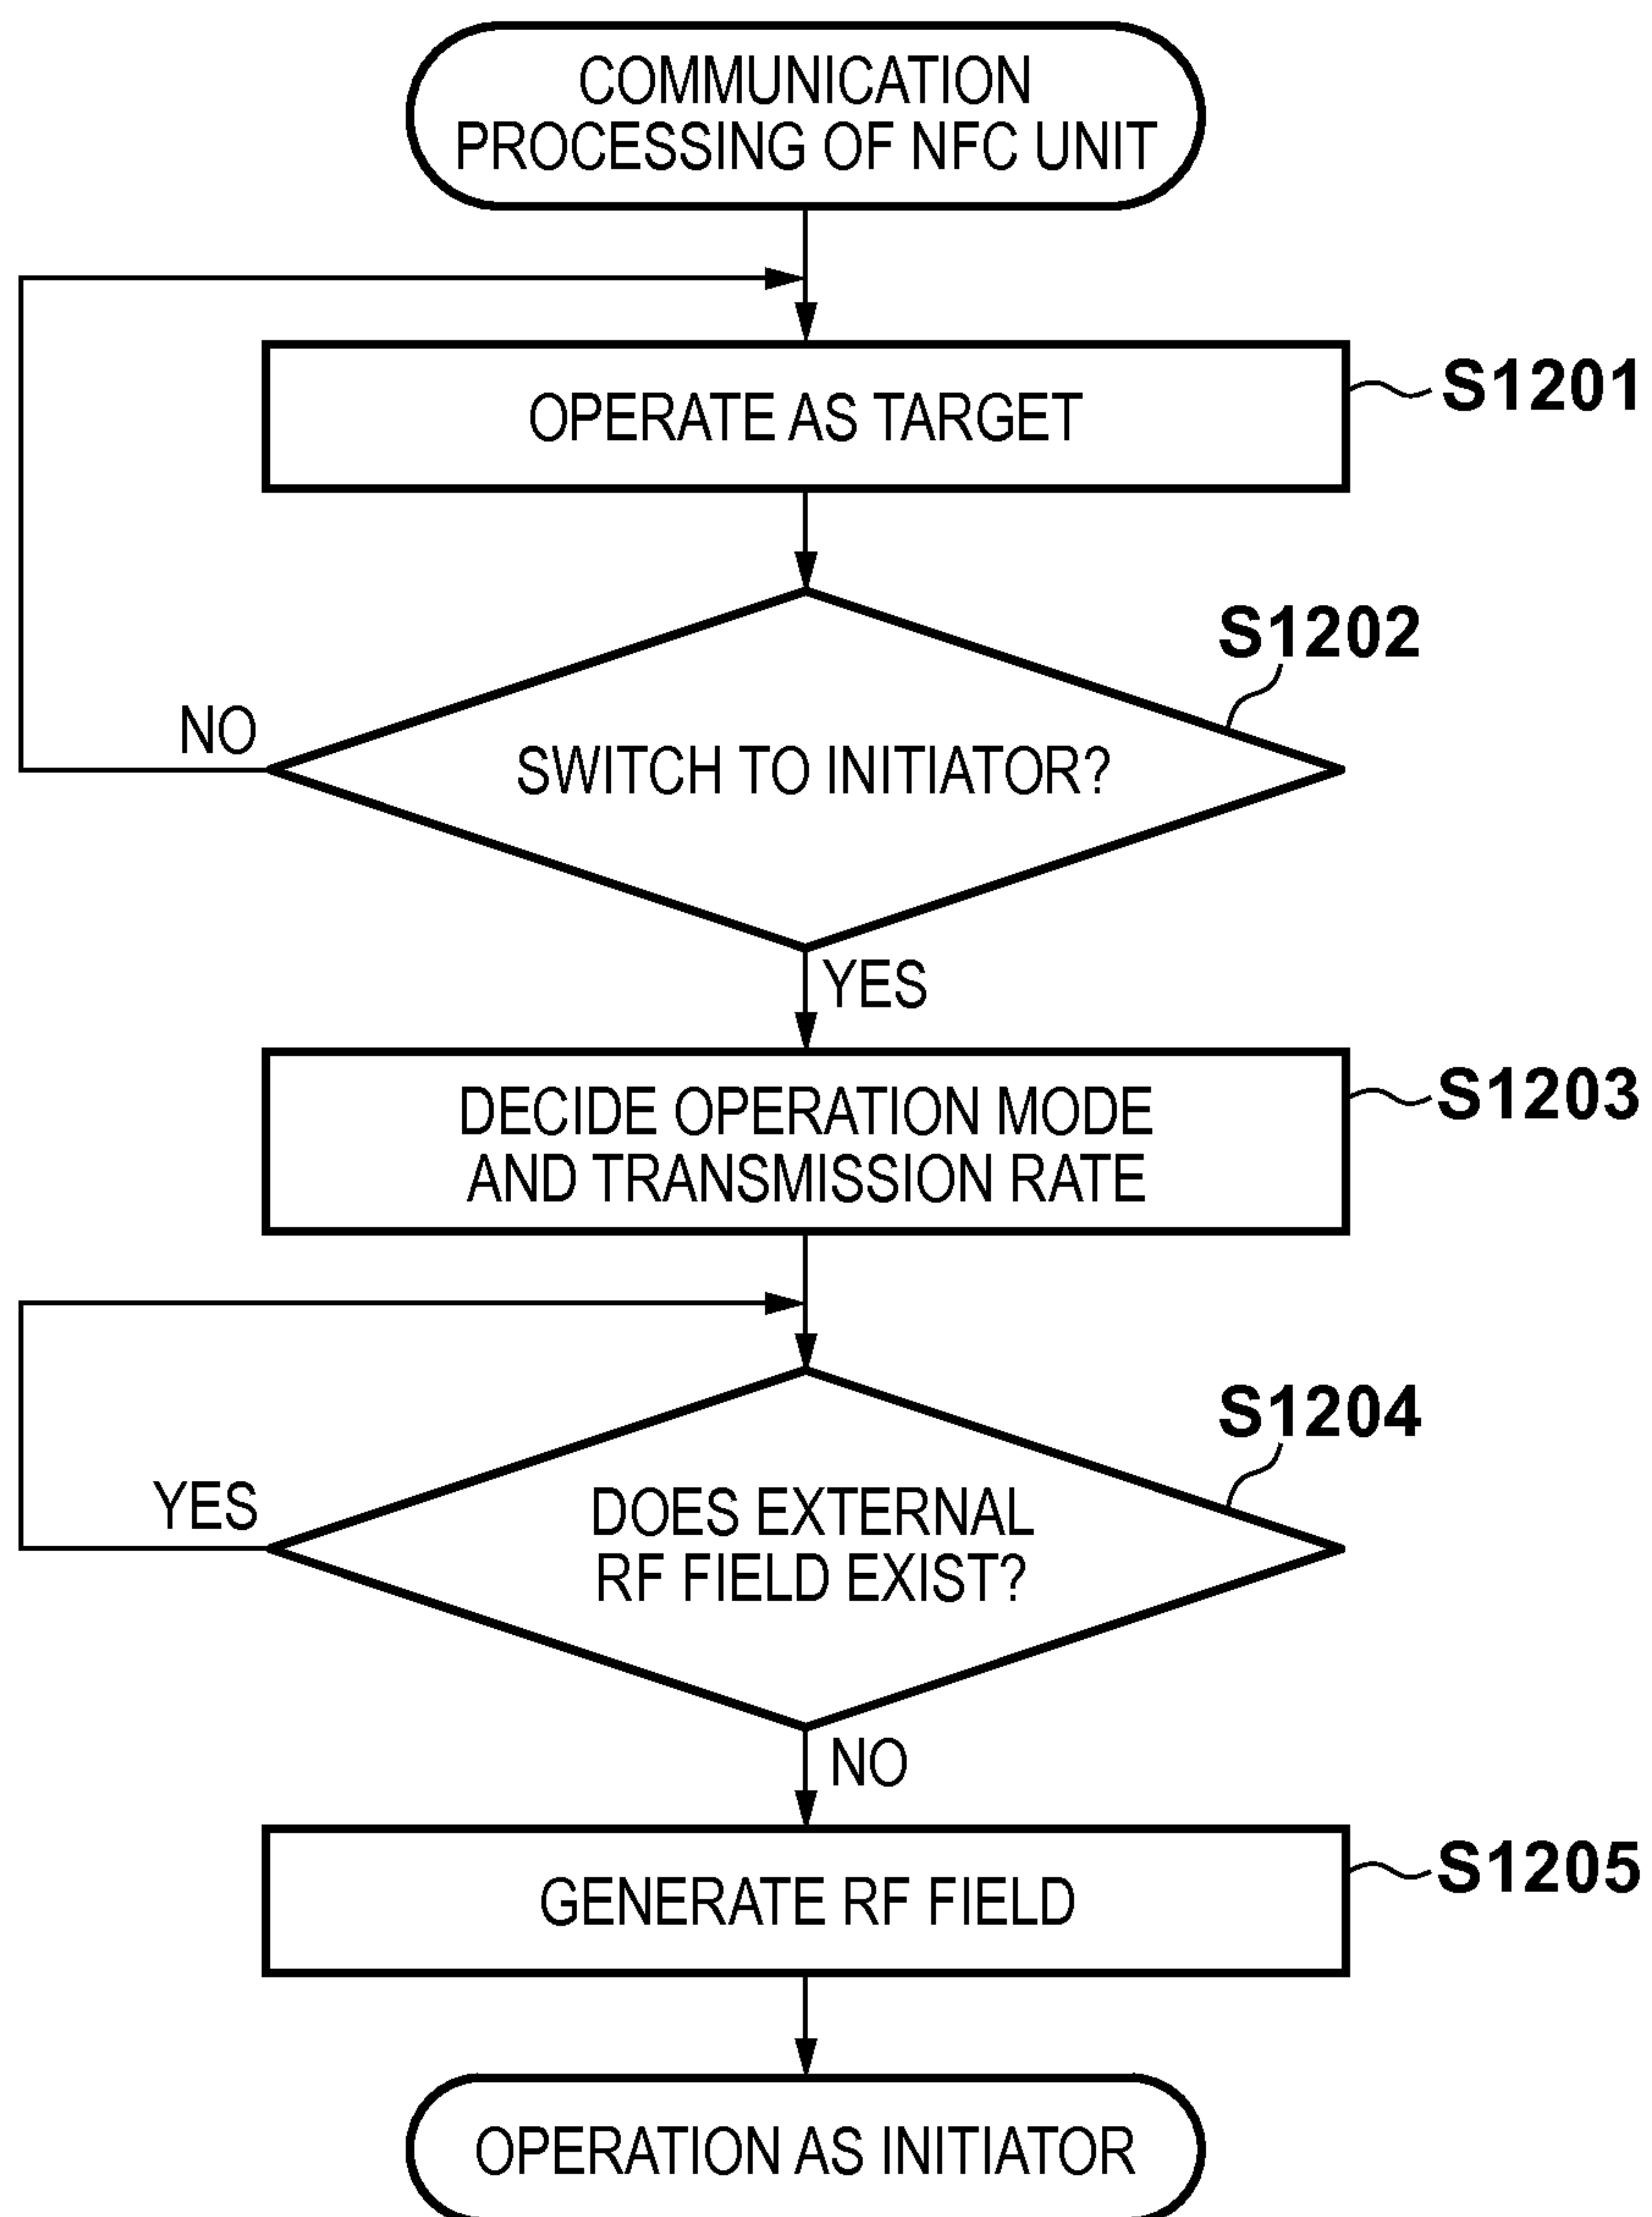 COMMUNICATION
PROCESSING OF NFC UNIT
OPERATE AS TARGET
S1201
S1202
SWITCH TO INITIATOR?
NO
YES
DECIDE OPERATION MODE
AND TRANSMISSION RATE
S1203
S1204
DOES EXTERNAL
RF FIELD EXIST?
YES
NO
GENERATE RF FIELD
S1205
OPERATION AS INITIATOR